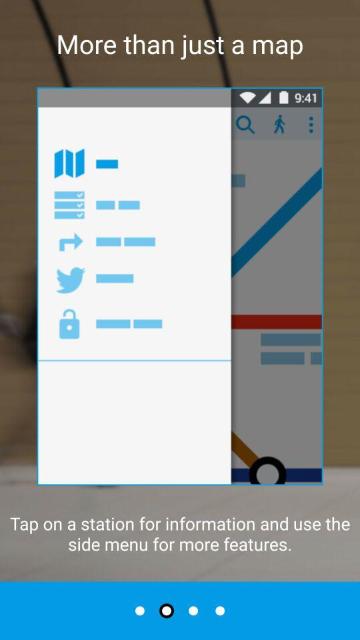 More than just a map
9:41
Tap on a station for information and use the
side menu for more features.